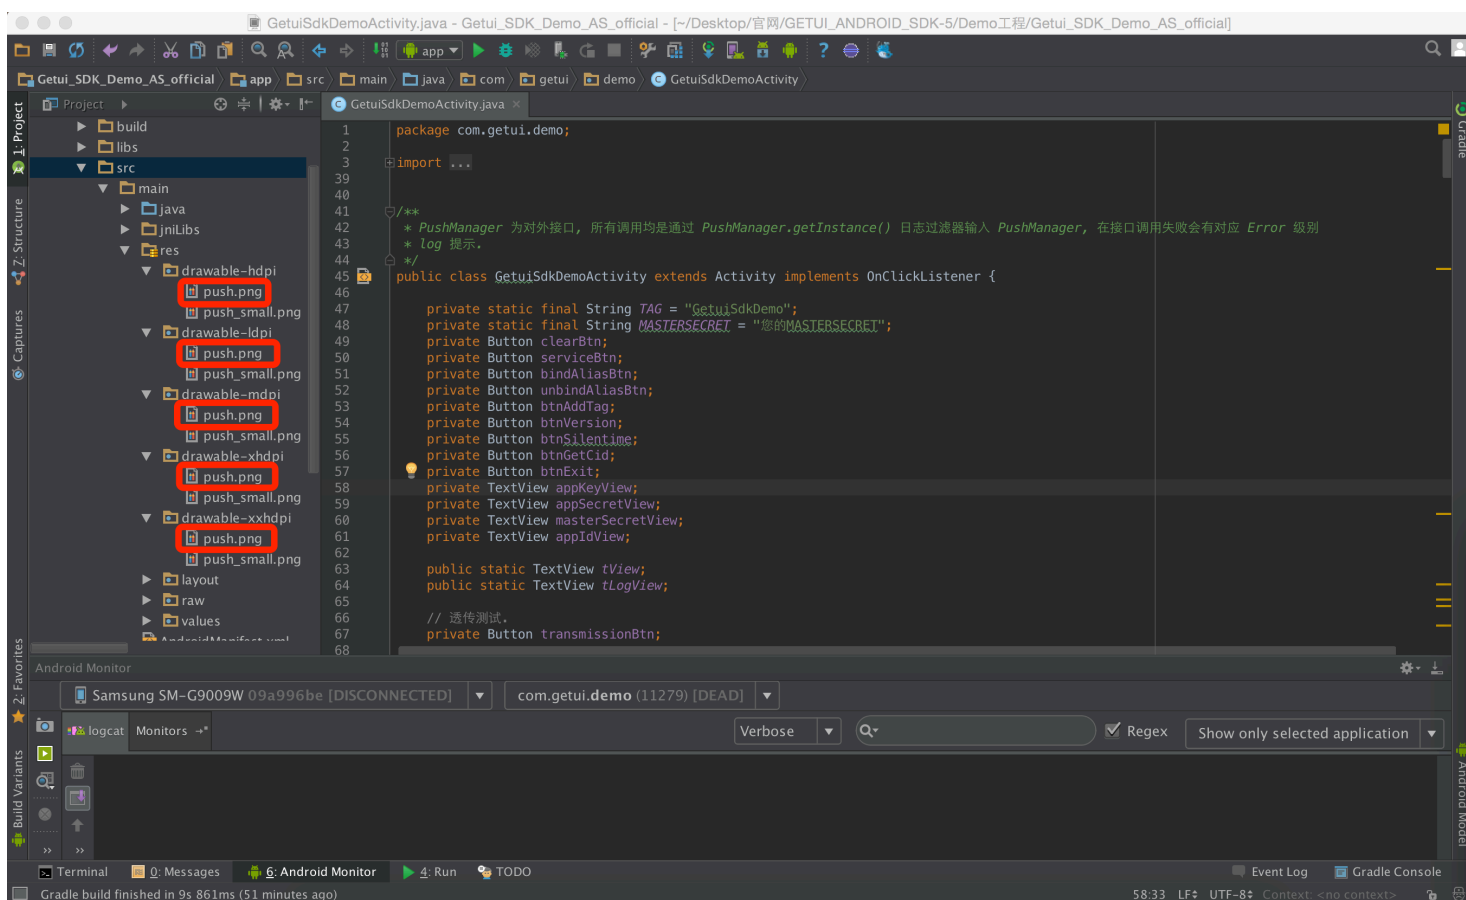 GetuiSdkDemoActivity.java - Getui_SDK_Demo_AS_official - [~/Desktop/官网/GETUI_ANDROID_SDK-5/Demo工程/Getui_SDK_Demo_AS_official]
app
Getui_SDK_Demo_AS_official app src main java com getui demo GetuiSdkDemoActivity
Project
GetuiSdkDemoActivity.java
1: Project
Z: Structure
Captures
2: Favorites
Build Variants
build
libs
src
main
java
jniLibs
res
drawable-hdpi
push.png
push_small.png
drawable-ldpi
push.png
push_small.png
drawable-mdpi
push.png
push_small.png
drawable-xhdpi
push.png
push_small.png
drawable-xxhdpi
push.png
push_small.png
layout
raw
values
AndroidManifest.xml
1 package com.getui.demo;
2
3 import ...
39
40
41 /**
42 * PushManager 为对外接口, 所有调用均是通过 PushManager.getInstance() 日志过滤器输入 PushManager, 在接口调用失败会有对应 Error 级别
43 * log 提示.
44 */
45 public class GetuiSdkDemoActivity extends Activity implements OnClickListener {
46
47 private static final String TAG = "GetuiSdkDemo";
48 private static final String MASTERSECRET = "您的MASTERSECRET";
49 private Button clearBtn;
50 private Button serviceBtn;
51 private Button bindAliasBtn;
52 private Button unbindAliasBtn;
53 private Button btnAddTag;
54 private Button btnVersion;
55 private Button btnSilentime;
56 private Button btnGetCid;
57 private Button btnExit;
58 private TextView appKeyView;
59 private TextView appSecretView;
60 private TextView masterSecretView;
61 private TextView appIdView;
62
63 public static TextView tView;
64 public static TextView tLogView;
65
66 // 透传测试.
67 private Button transmissionBtn;
68
Gradle
Android Model
Android Monitor
Samsung SM-G9009W 09a996be [DISCONNECTED]
com.getui.demo (11279) [DEAD]
logcat
Monitors
Verbose
Regex
Show only selected application
Terminal
0: Messages
6: Android Monitor
4: Run
TODO
Event Log
Gradle Console
Gradle build finished in 9s 861ms (51 minutes ago)
58:33 LF UTF-8 Context: <no context>